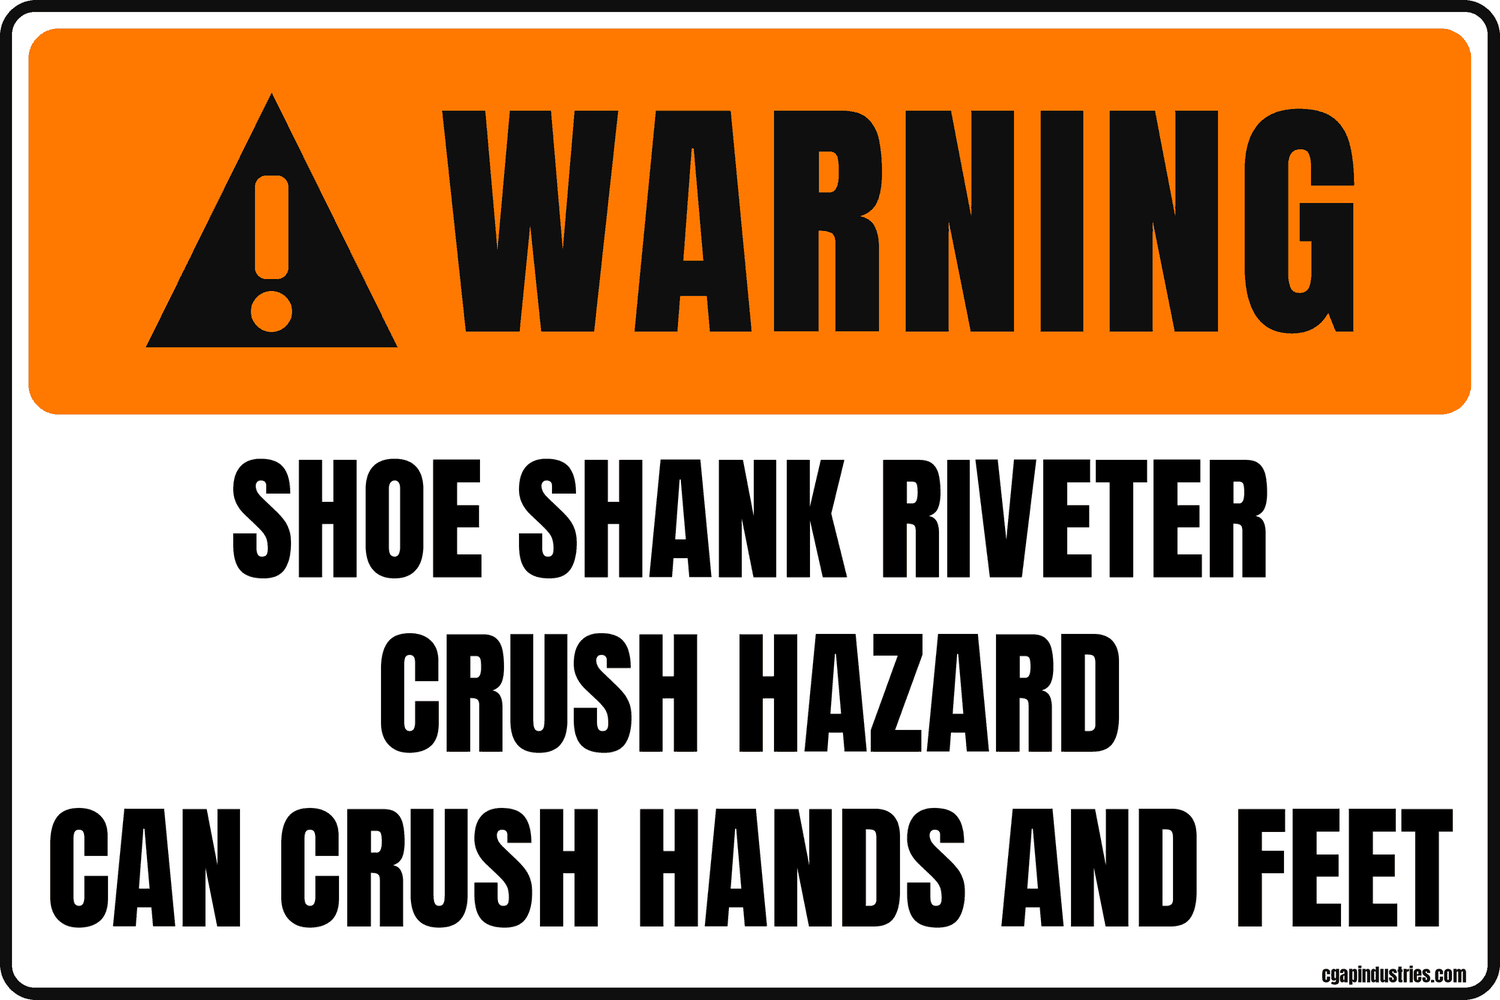 WARNING
SHOE SHANK RIVETER
CRUSH HAZARD
CAN CRUSH HANDS AND FEET
cgapindustries.com